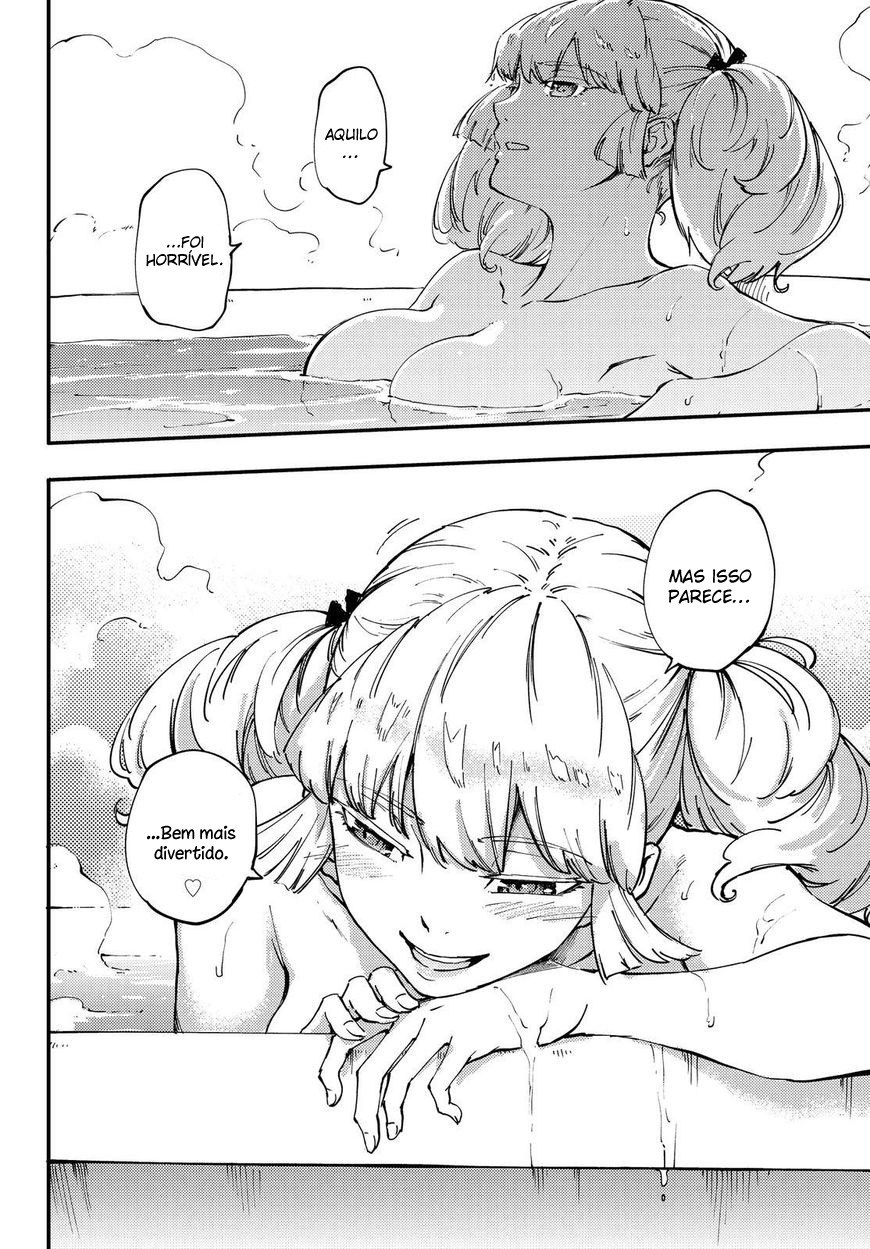 AQUILO
...
...FOI
HORRÍVEL.
MAS ISSO
PARECE...
...Bem mais
divertido.
♡